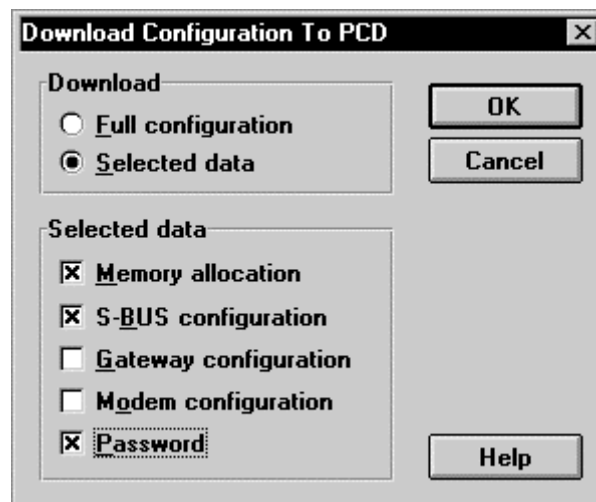 Download Configuration To PCD
Download
Full configuration
Selected data
OK
Cancel
Selected data
Memory allocation
S-BUS configuration
Gateway configuration
Modem configuration
Password
Help